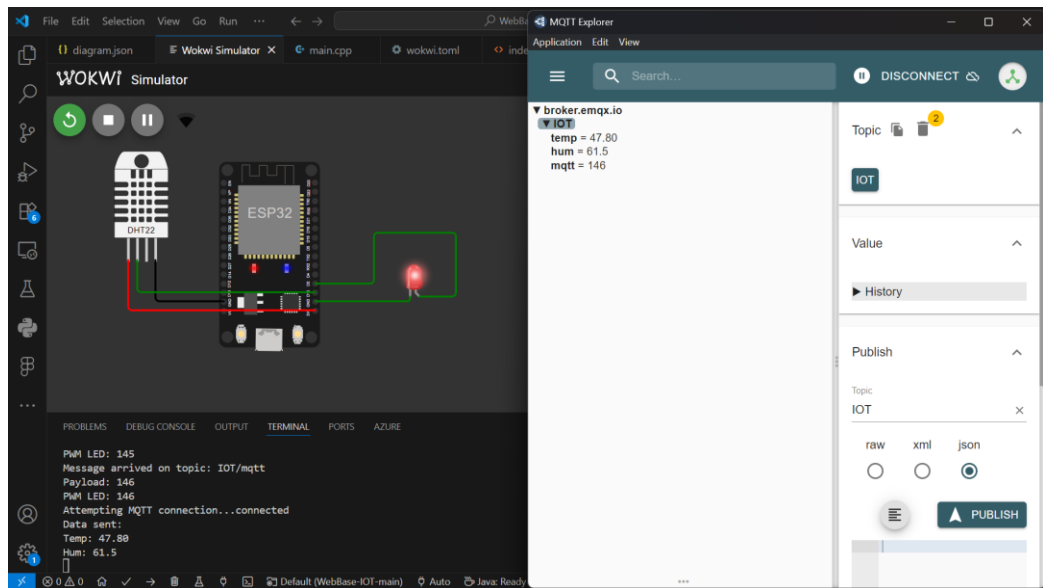 File Edit Selection View Go Run ··· ← → WebBa
{} diagram.json Wokwi Simulator × main.cpp wokwi.toml <> inde
WOKWI Simulator
DHT22
ESP32
PROBLEMS DEBUG CONSOLE OUTPUT TERMINAL PORTS AZURE
PWM LED: 145
Message arrived on topic: IOT/mqtt
Payload: 146
PWM LED: 146
Attempting MQTT connection...connected
Data sent:
Temp: 47.80
Hum: 61.5
6
1
0 0 Default (WebBase-IOT-main) Auto Java: Ready
MQTT Explorer
Application Edit View
Search... DISCONNECT
▼ broker.emqx.io
▼ IOT
temp = 47.80
hum = 61.5
mqtt = 146
Topic 2
IOT
Value
▶ History
Publish
Topic
IOT ×
raw xml json
PUBLISH